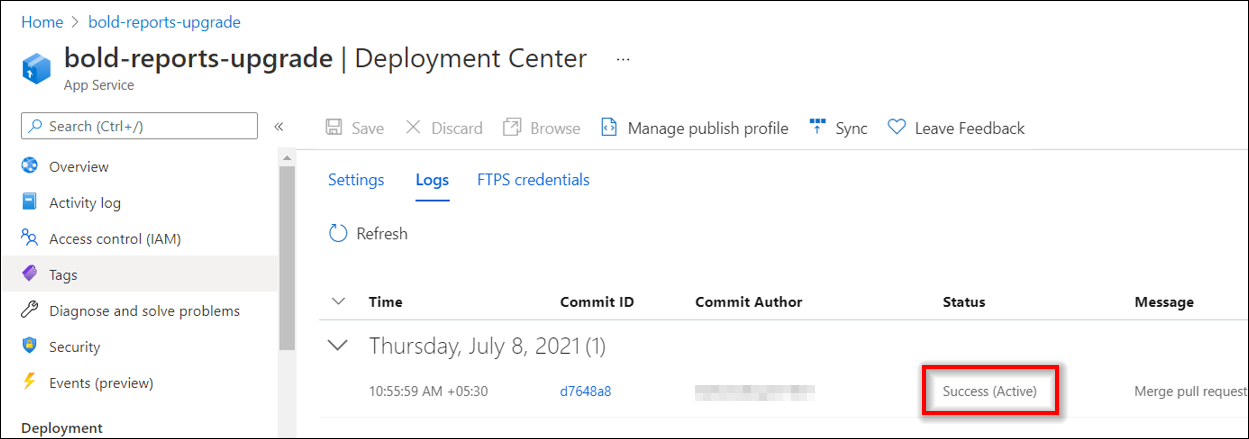 Home > bold-reports-upgrade
bold-reports-upgrade | Deployment Center ...
App Service
Search (Ctrl+/) «
Save Discard Browse Manage publish profile Sync Leave Feedback
Overview
Activity log
Access control (IAM)
Tags
Diagnose and solve problems
Security
Events (preview)
Deployment
Settings Logs FTPS credentials
Refresh
Time Commit ID Commit Author Status Message
Thursday, July 8, 2021 (1)
10:55:59 AM +05:30 d7648a8 Success (Active) Merge pull request